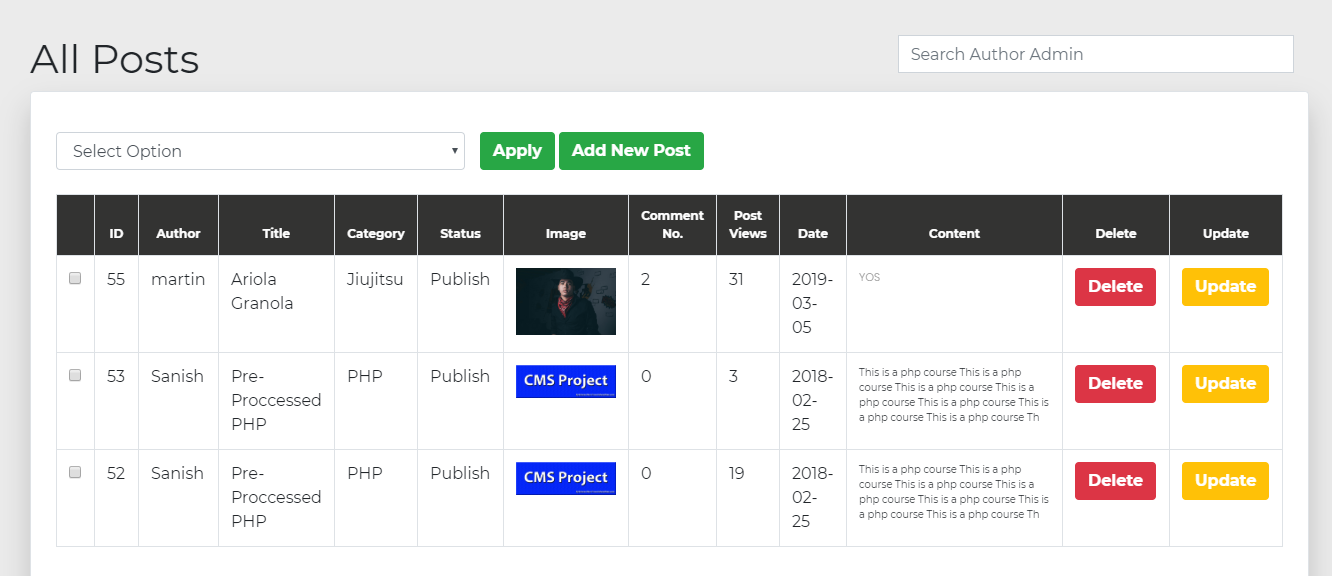 All Posts
Search Author Admin
Select Option
Apply
Add New Post
ID
Author
Title
Category
Status
Image
Comment
No.
Post
Views
Date
Content
Delete
Update
55
martin
Ariola
Granola
Jiujitsu
Publish
2
31
2019-
03-
05
YOS
Delete
Update
53
Sanish
Pre-
Proccessed
PHP
PHP
Publish
CMS Project
0
3
2018-
02-
25
This is a php course This is a php
course This is a php course This is a
php course This is a php course This is
a php course This is a php course Th
Delete
Update
52
Sanish
Pre-
Proccessed
PHP
PHP
Publish
CMS Project
0
19
2018-
02-
25
This is a php course This is a php
course This is a php course This is a
php course This is a php course This is
a php course This is a php course Th
Delete
Update